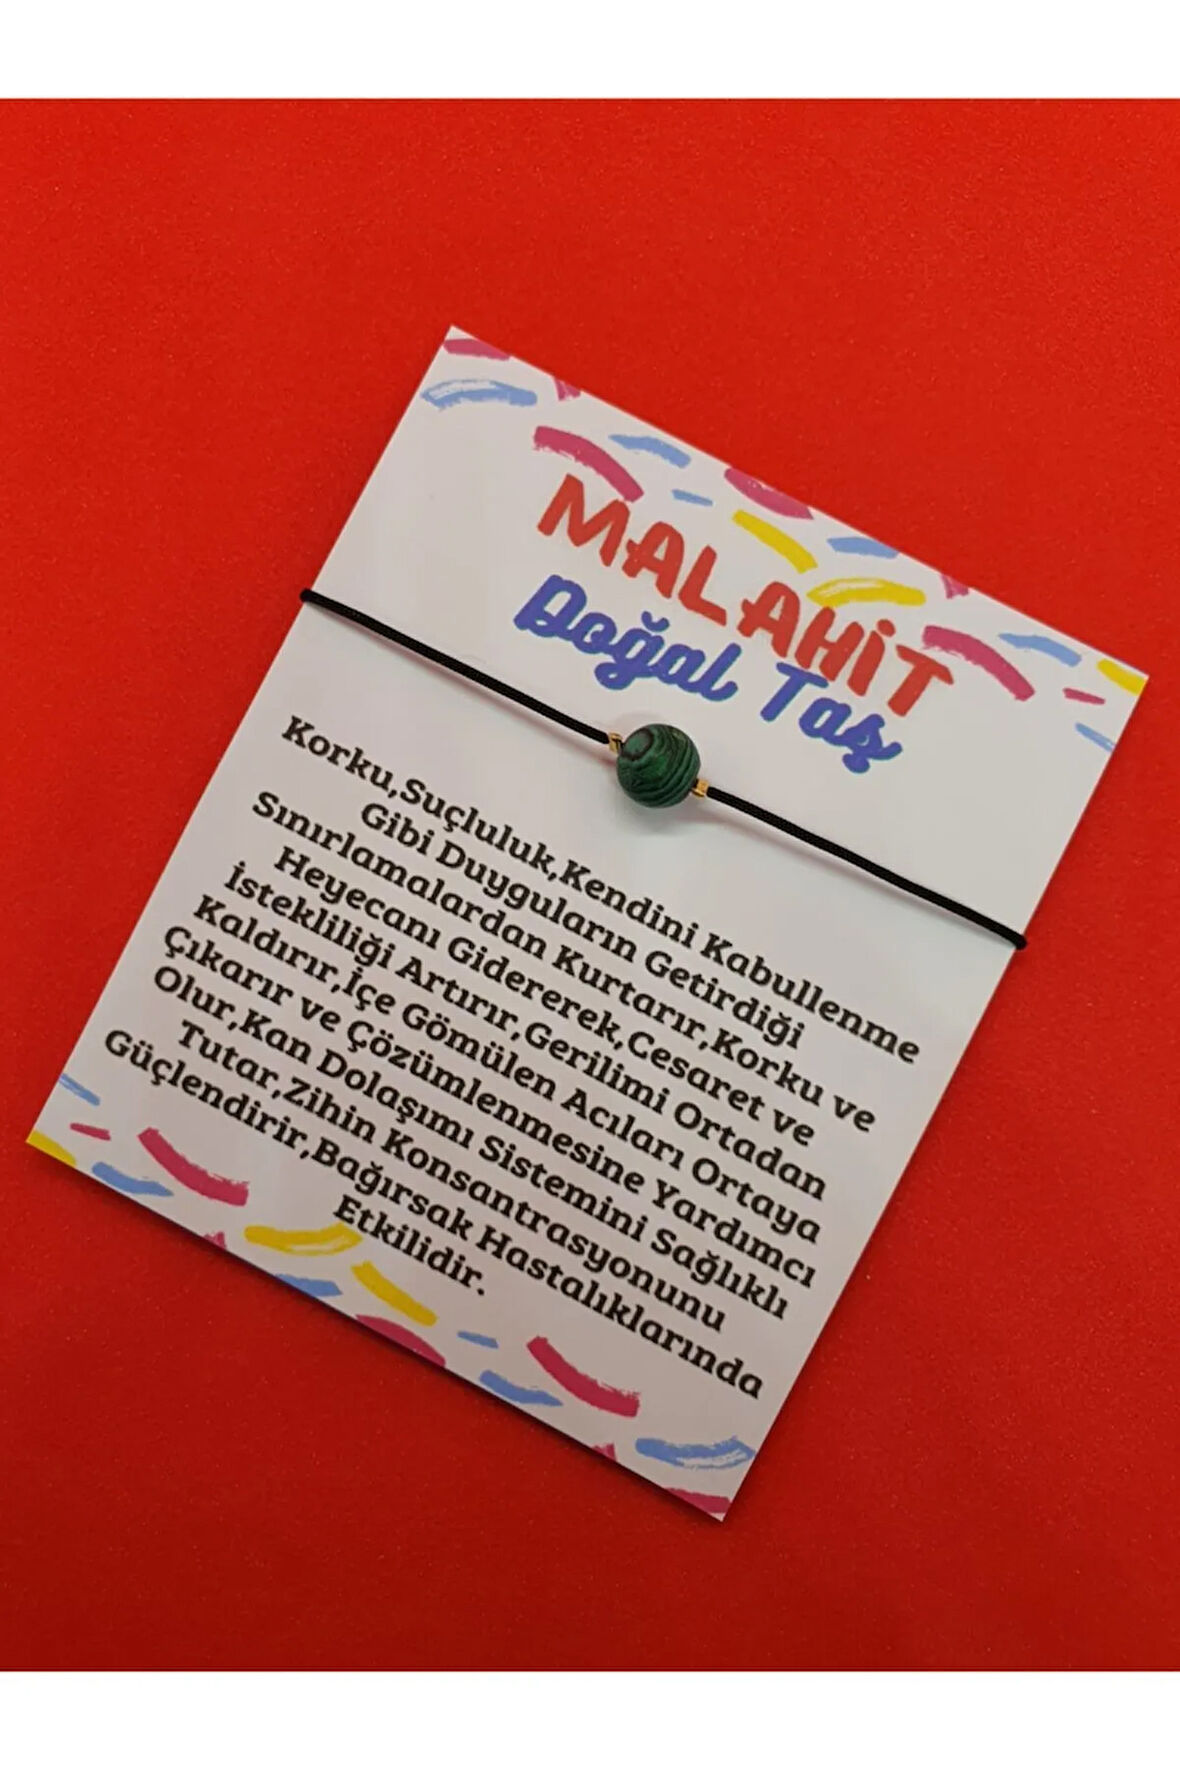 MALAHİT
Doğal Taş
Korku,Suçluluk,Kendini Kabullenme
Gibi Duyguların Getirdiği
Sınırlamalardan Kurtarır,Korku ve
Heyecanı Gidererek,Cesaret ve
İstekliliği Artırır,Gerilimi Ortadan
Kaldırır,İçe Gömülen Acıları Ortaya
Çıkarır ve Çözümlenmesine Yardımcı
Olur,Kan Dolaşımı Sistemini Sağlıklı
Tutar,Zihin Konsantrasyonunu
Güçlendirir,Bağırsak Hastalıklarında
Etkilidir.